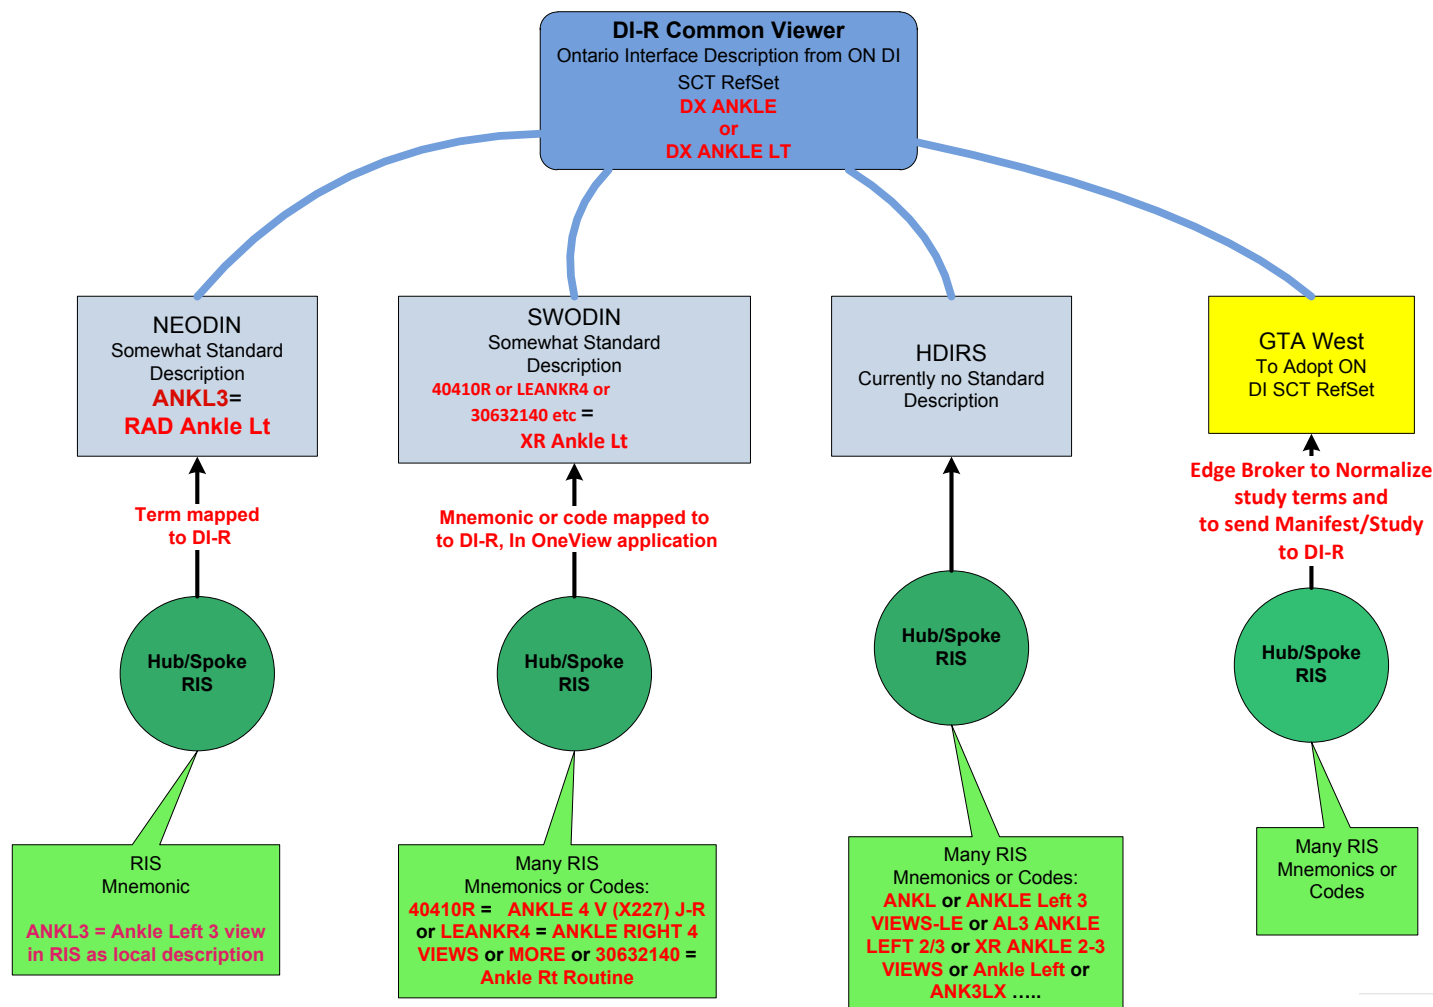 DI-R Common Viewer
Ontario Interface Description from ON DI
SCT RefSet
DX ANKLE
or
DX ANKLE LT
NEODIN
Somewhat Standard
Description
ANKL3=
RAD Ankle Lt
SWODIN
Somewhat Standard
Description
40410R or LEANKR4 or
30632140 etc =
XR Ankle Lt
HDIRS
Currently no Standard
Description
GTA West
To Adopt ON
DI SCT RefSet
Term mapped
to DI-R
Mnemonic or code mapped to
to DI-R, In OneView application
Edge Broker to Normalize
study terms and
to send Manifest/Study
to DI-R
Hub/Spoke
RIS
Hub/Spoke
RIS
Hub/Spoke
RIS
Hub/Spoke
RIS
RIS
Mnemonic
ANKL3 = Ankle Left 3 view
in RIS as local description
Many RIS
Mnemonics or Codes:
40410R = ANKLE 4 V (X227) J-R
or LEANKR4 = ANKLE RIGHT 4
VIEWS or MORE or 30632140 =
Ankle Rt Routine
Many RIS
Mnemonics or Codes:
ANKL or ANKLE Left 3
VIEWS-LE or AL3 ANKLE
LEFT 2/3 or XR ANKLE 2-3
VIEWS or Ankle Left or
ANK3LX …..
Many RIS
Mnemonics or
Codes